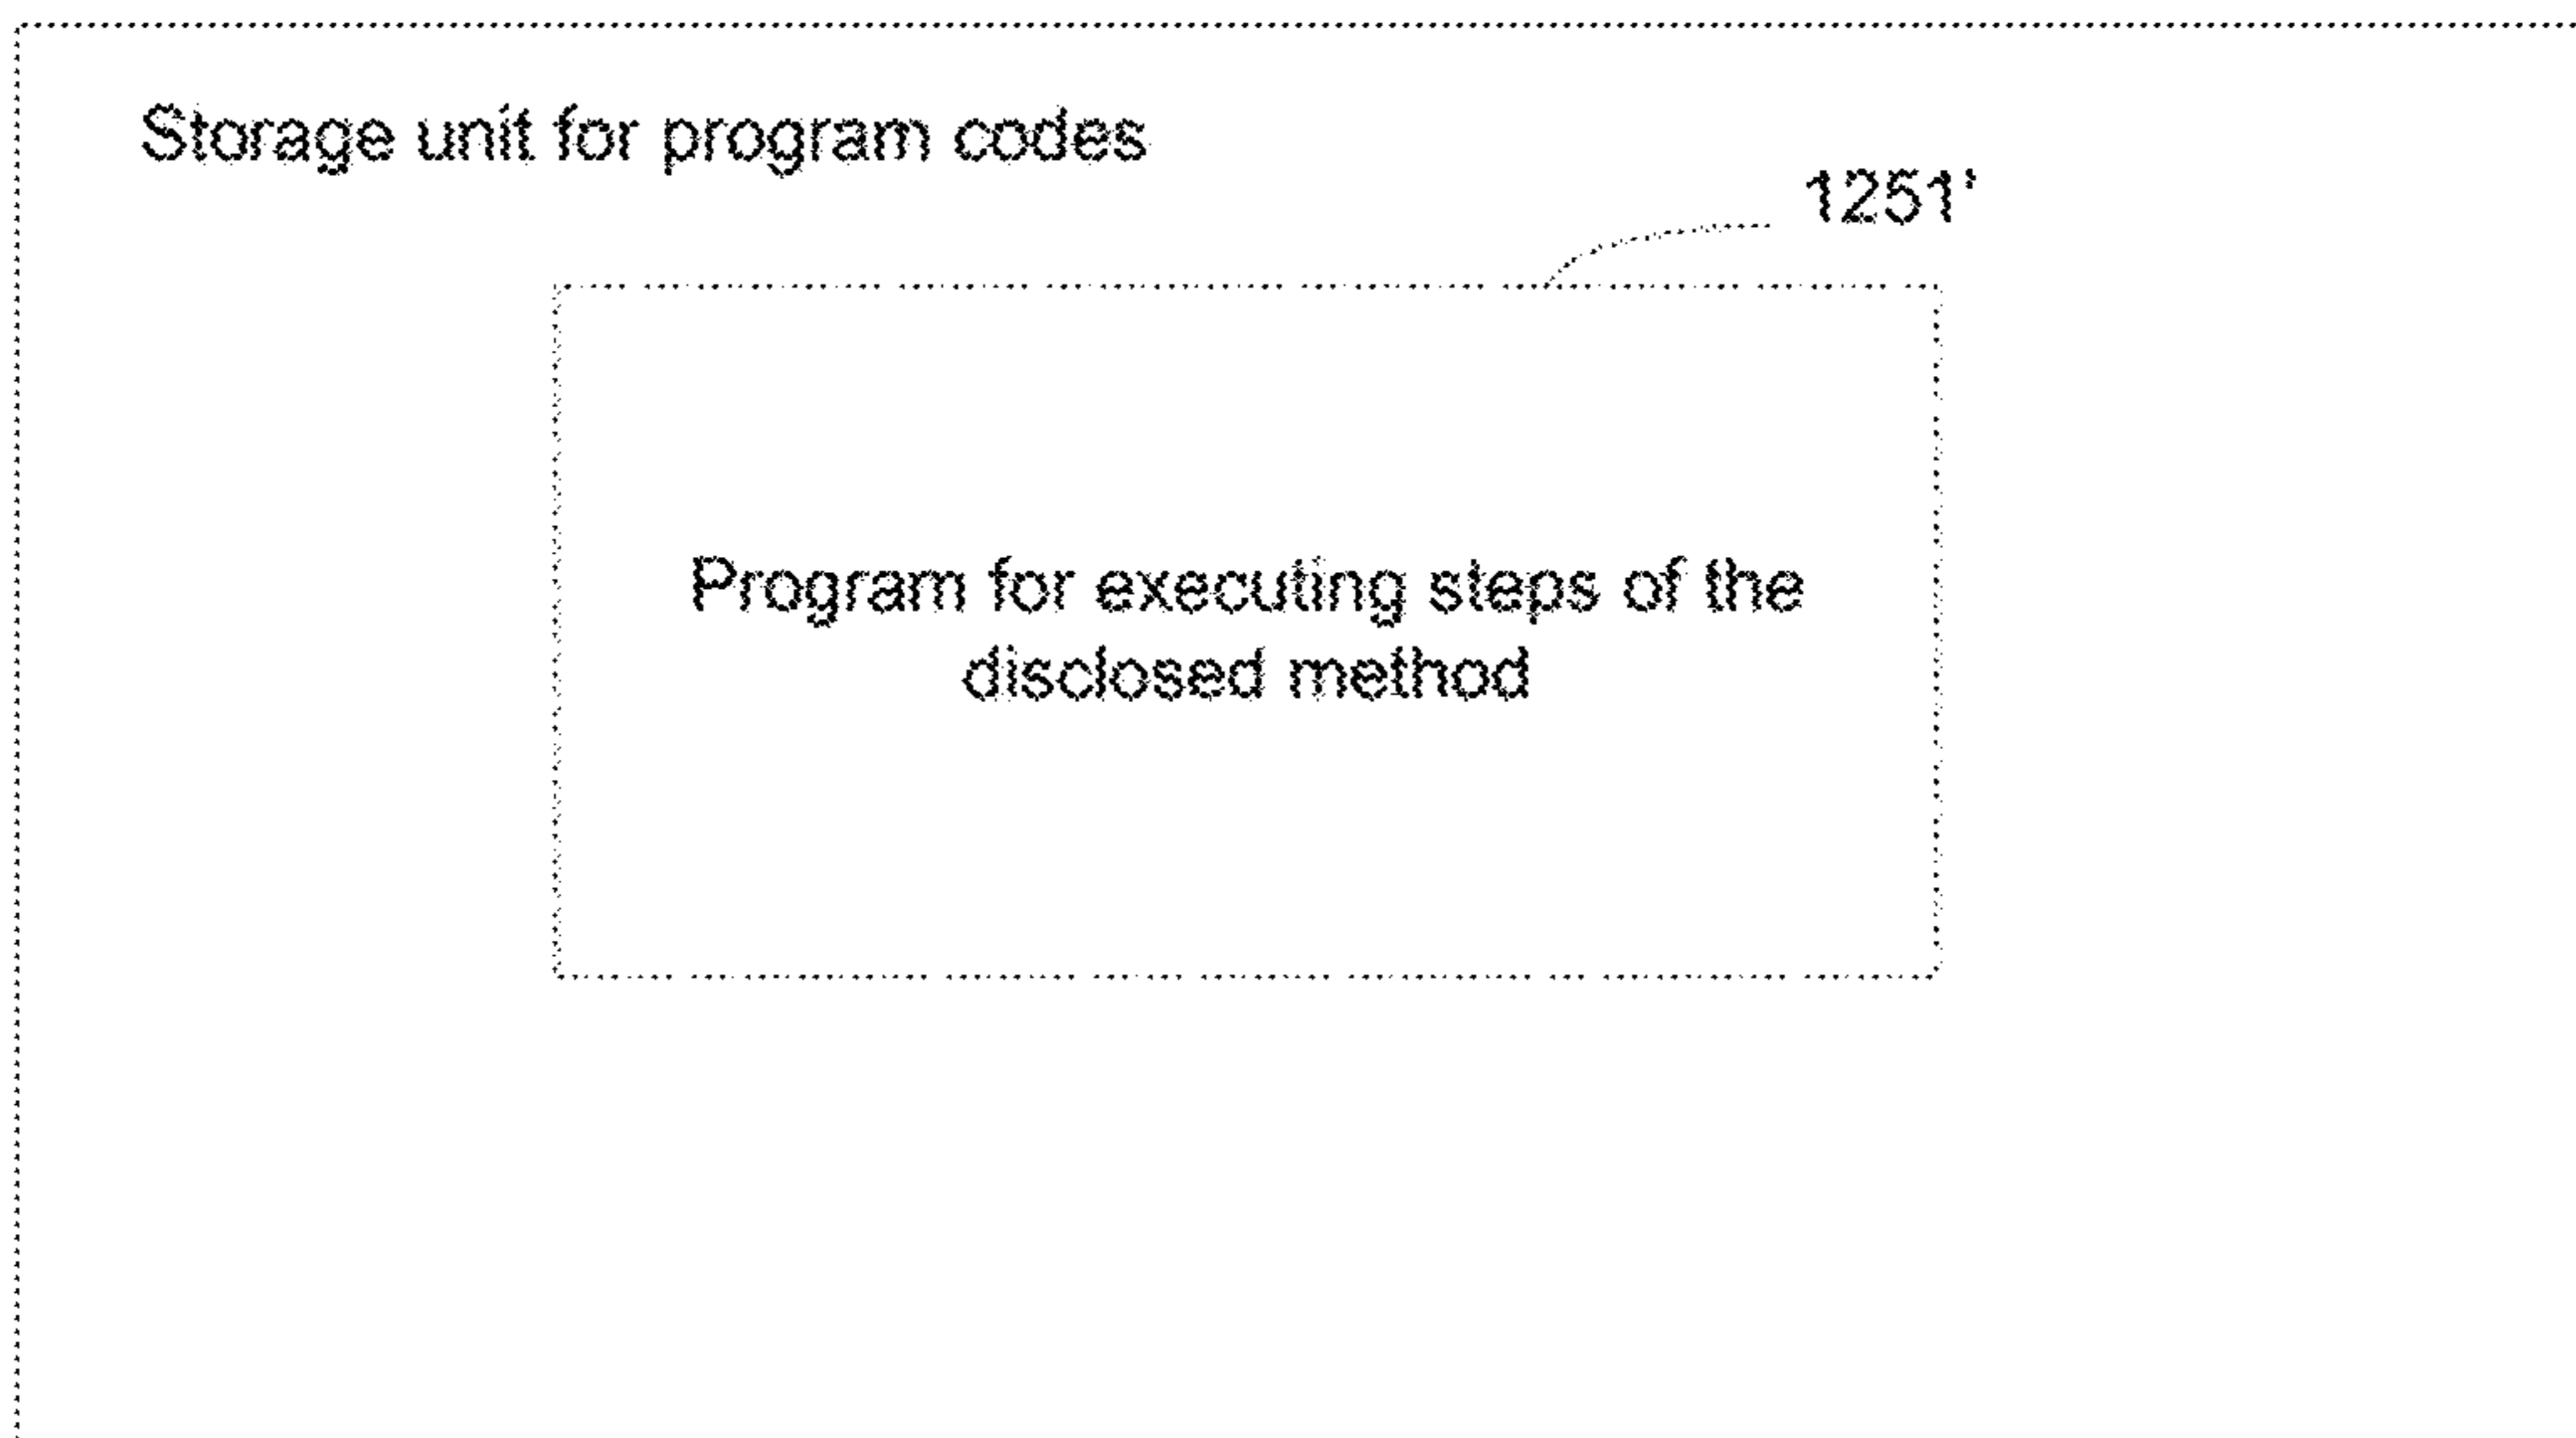 Storage unit for program codes
1251'
Program for executing steps of the
disclosed method